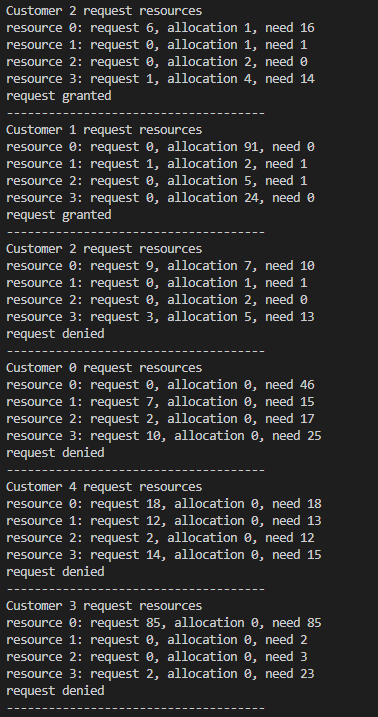 Customer 2 request resources
resource 0: request 6, allocation 1, need 16
resource 1: request 0, allocation 1, need 1
resource 2: request 0, allocation 2, need 0
resource 3: request 1, allocation 4, need 14
request granted
-------------------------------------
Customer 1 request resources
resource 0: request 0, allocation 91, need 0
resource 1: request 1, allocation 2, need 1
resource 2: request 0, allocation 5, need 1
resource 3: request 0, allocation 24, need 0
request granted
-------------------------------------
Customer 2 request resources
resource 0: request 9, allocation 7, need 10
resource 1: request 0, allocation 1, need 1
resource 2: request 0, allocation 2, need 0
resource 3: request 3, allocation 5, need 13
request denied
-------------------------------------
Customer 0 request resources
resource 0: request 0, allocation 0, need 46
resource 1: request 7, allocation 0, need 15
resource 2: request 2, allocation 0, need 17
resource 3: request 10, allocation 0, need 25
request denied
-------------------------------------
Customer 4 request resources
resource 0: request 18, allocation 0, need 18
resource 1: request 12, allocation 0, need 13
resource 2: request 2, allocation 0, need 12
resource 3: request 14, allocation 0, need 15
request denied
-------------------------------------
Customer 3 request resources
resource 0: request 85, allocation 0, need 85
resource 1: request 0, allocation 0, need 2
resource 2: request 0, allocation 0, need 3
resource 3: request 2, allocation 0, need 23
request denied
-------------------------------------